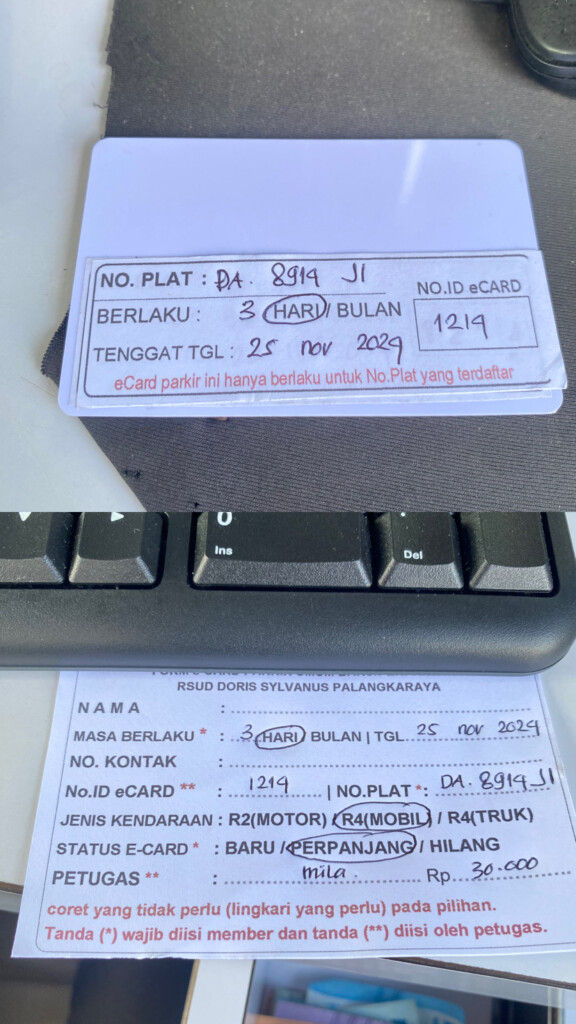 NO. PLAT : DA. 8914 JI
NO.ID eCARD
BERLAKU : 3 HARI / BULAN
1214
TENGGAT TGL : 25 nov 2024
eCard parkir ini hanya berlaku untuk No.Plat yang terdaftar
0
Ins
Del
RSUD DORIS SYLVANUS PALANGKARAYA
NAMA :
MASA BERLAKU * : 3 HARI / BULAN | TGL. 25 nov 2024
NO. KONTAK :
No.ID eCARD ** : 1214 | NO.PLAT *: DA. 8914 JI
JENIS KENDARAAN : R2(MOTOR) / R4(MOBIL) / R4(TRUK)
STATUS E-CARD * : BARU / PERPANJANG / HILANG
PETUGAS ** : mila. Rp. 30.000
coret yang tidak perlu (lingkari yang perlu) pada pilihan.
Tanda (*) wajib diisi member dan tanda (**) diisi oleh petugas.